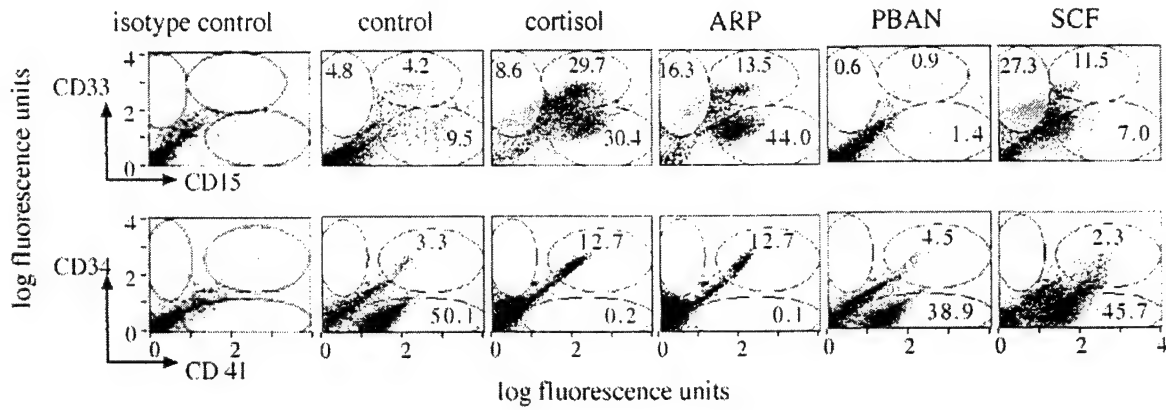 isotype control control cortisol ARP PBAN SCF
4 4.8 4.2 8.6 29.7 16.3 13.5 0.6 0.9 27.3 11.5
CD33
2
9.5 30.4 44.0 1.4 7.0
0
CD15
log fluorescence units
4 3.3 12.7 12.7 4.5 2.3
CD34
2
50.1 0.2 0.1 38.9 45.7
0
0 2 0 2 0 2 0 2 0 2 0 2 4
CD 41
log fluorescence units